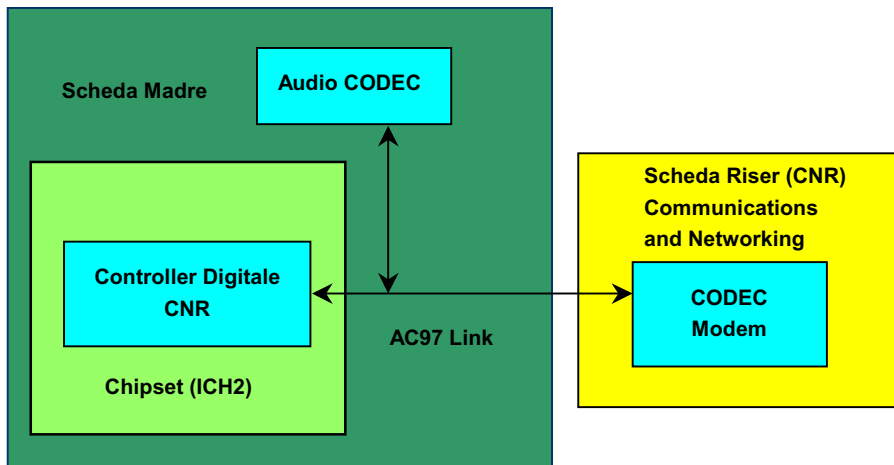 Scheda Madre
Audio CODEC
Controller Digitale
CNR
Chipset (ICH2)
AC97 Link
Scheda Riser (CNR)
Communications
and Networking
CODEC
Modem